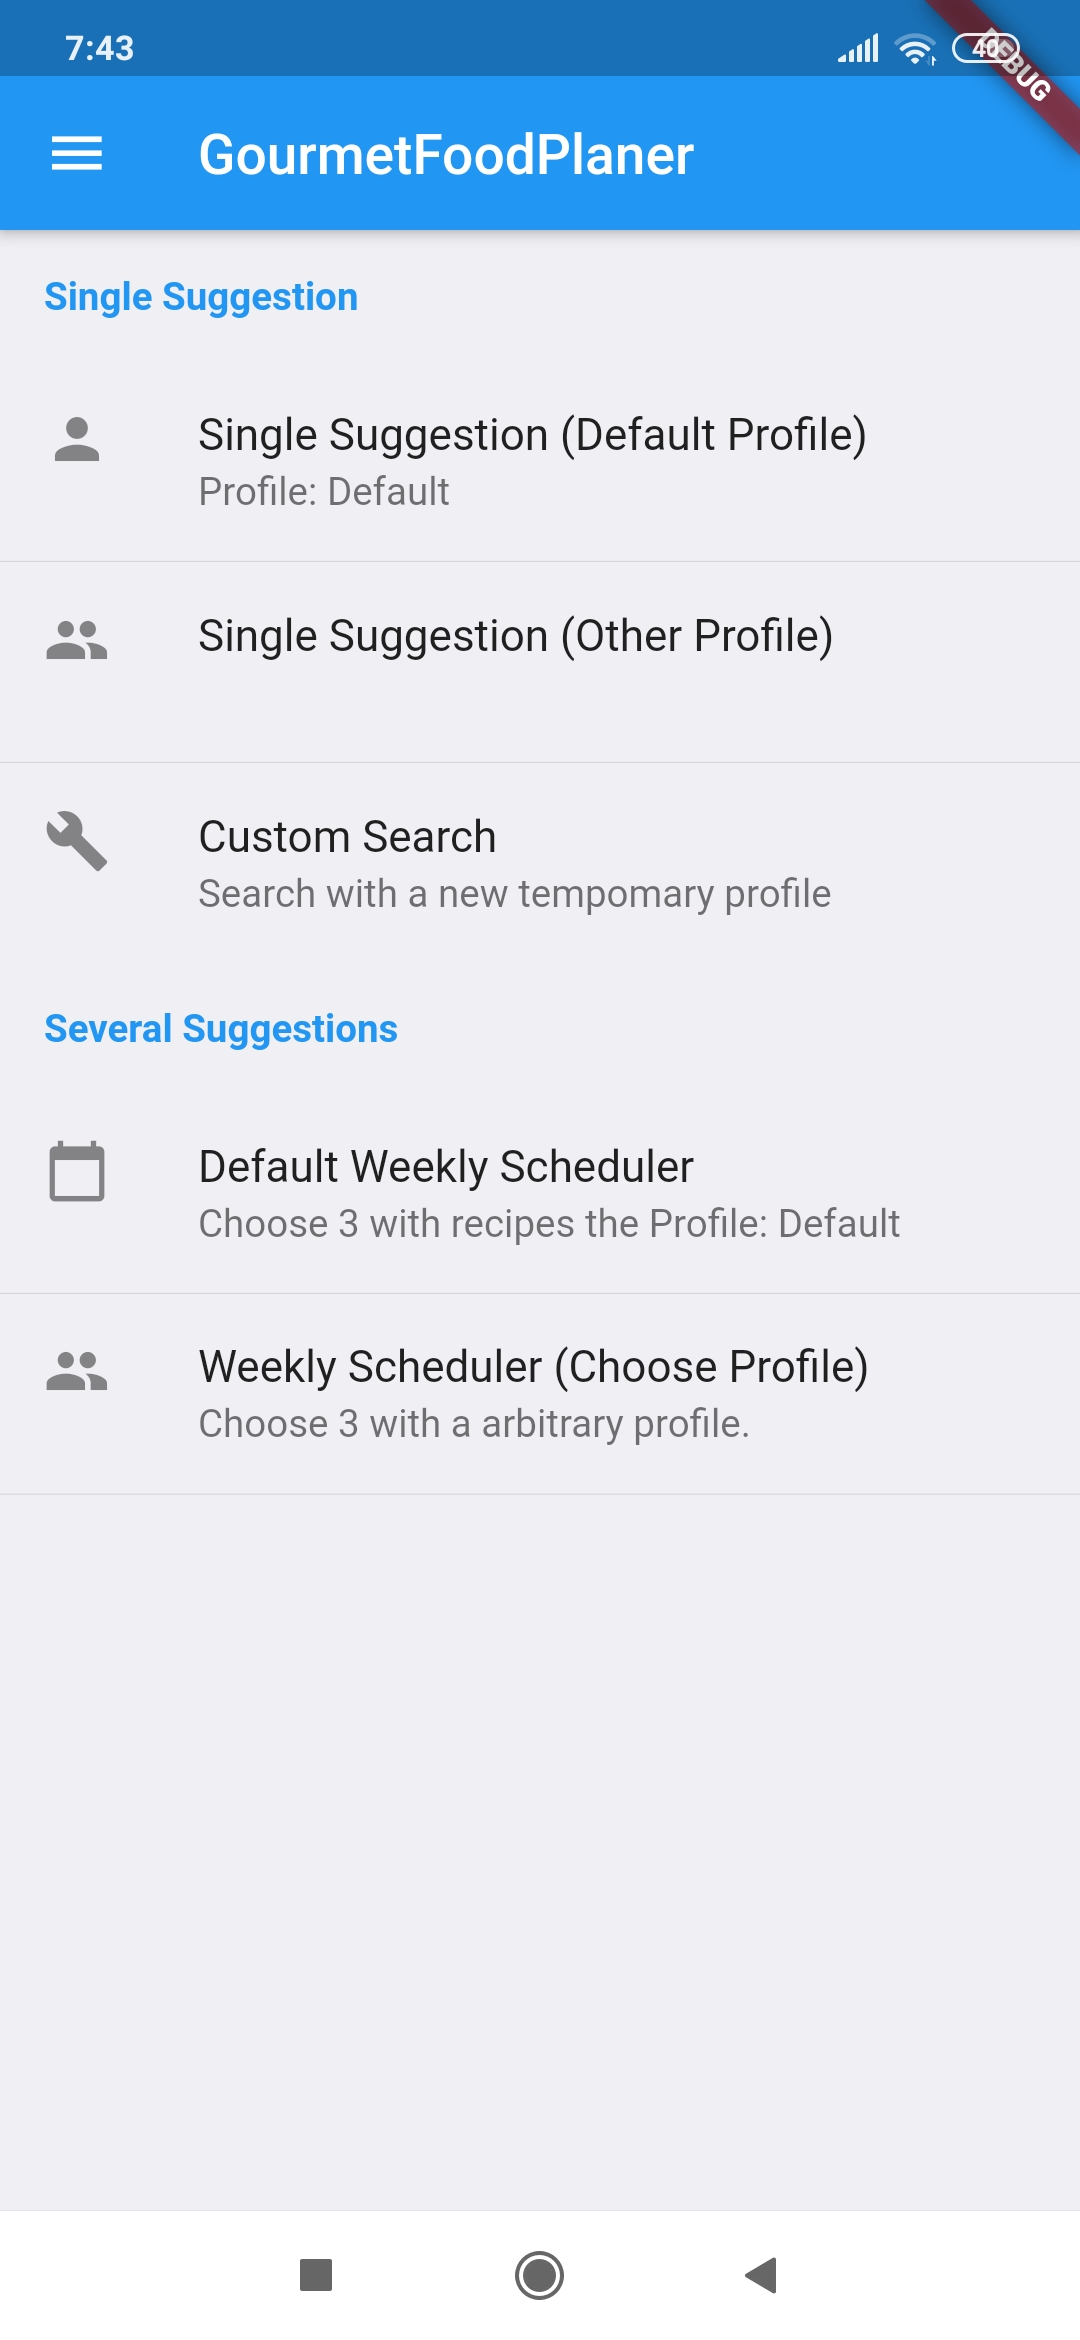 7:43
40
DEBUG
GourmetFoodPlaner
Single Suggestion
Single Suggestion (Default Profile)
Profile: Default
Single Suggestion (Other Profile)
Custom Search
Search with a new tempomary profile
Several Suggestions
Default Weekly Scheduler
Choose 3 with recipes the Profile: Default
Weekly Scheduler (Choose Profile)
Choose 3 with a arbitrary profile.